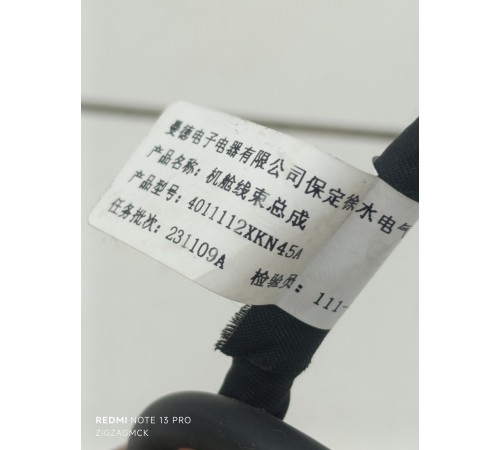 曼德电子电器有限公司保定徐水电气
产品名称：机舱线束总成
产品型号：4011112XKN45A
任务批次：231109A 检验员：111-
REDMI NOTE 13 PRO
ZIGZAGMCK